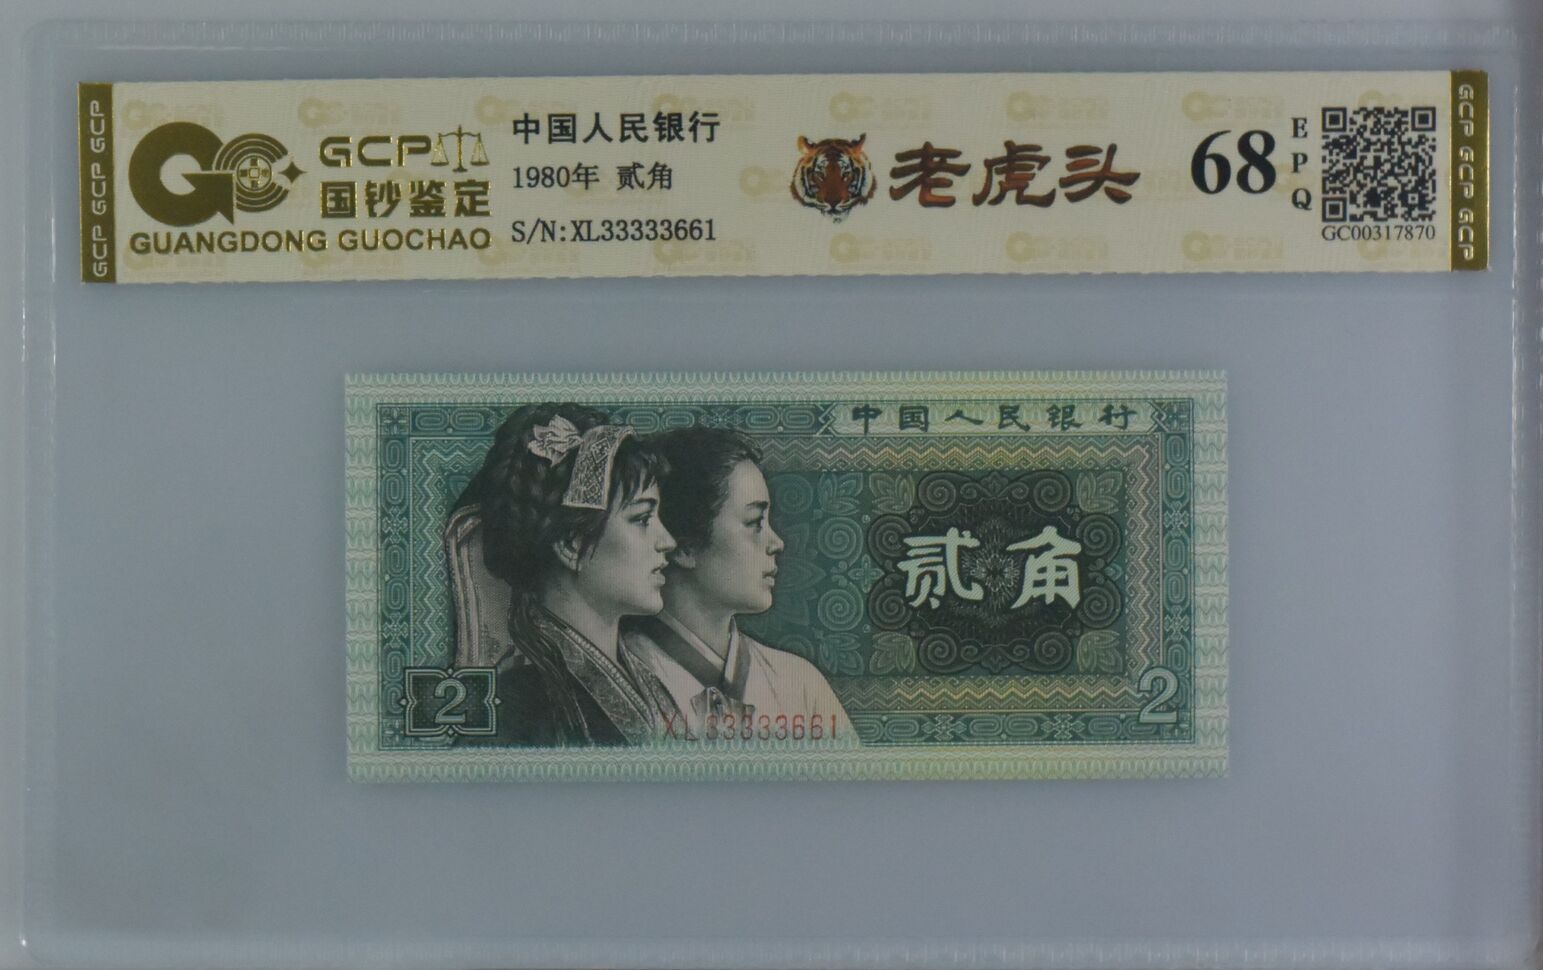 GCP GCP GCP
GCP
国钞鉴定
GUANGDONG GUOCHAO
中国人民银行
1980年 贰角
S/N:XL33333661
老虎头
68
EPQ
GC00317870
GCP GCP GCP
中国人民银行
贰角
2
2
XL33333661